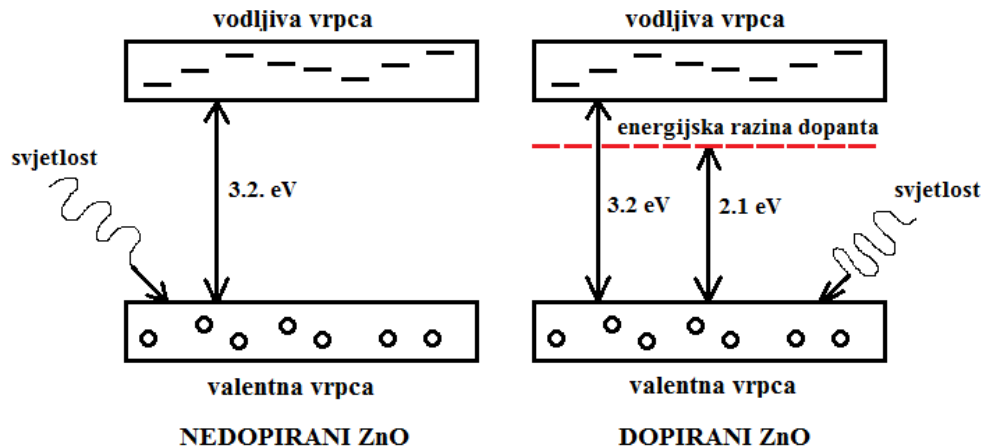 vodljiva vrpca
svjetlost
3.2. eV
valentna vrpca
NEDOPIRANI ZnO
vodljiva vrpca
energijska razina dopanta
3.2 eV
2.1 eV
svjetlost
valentna vrpca
DOPIRANI ZnO